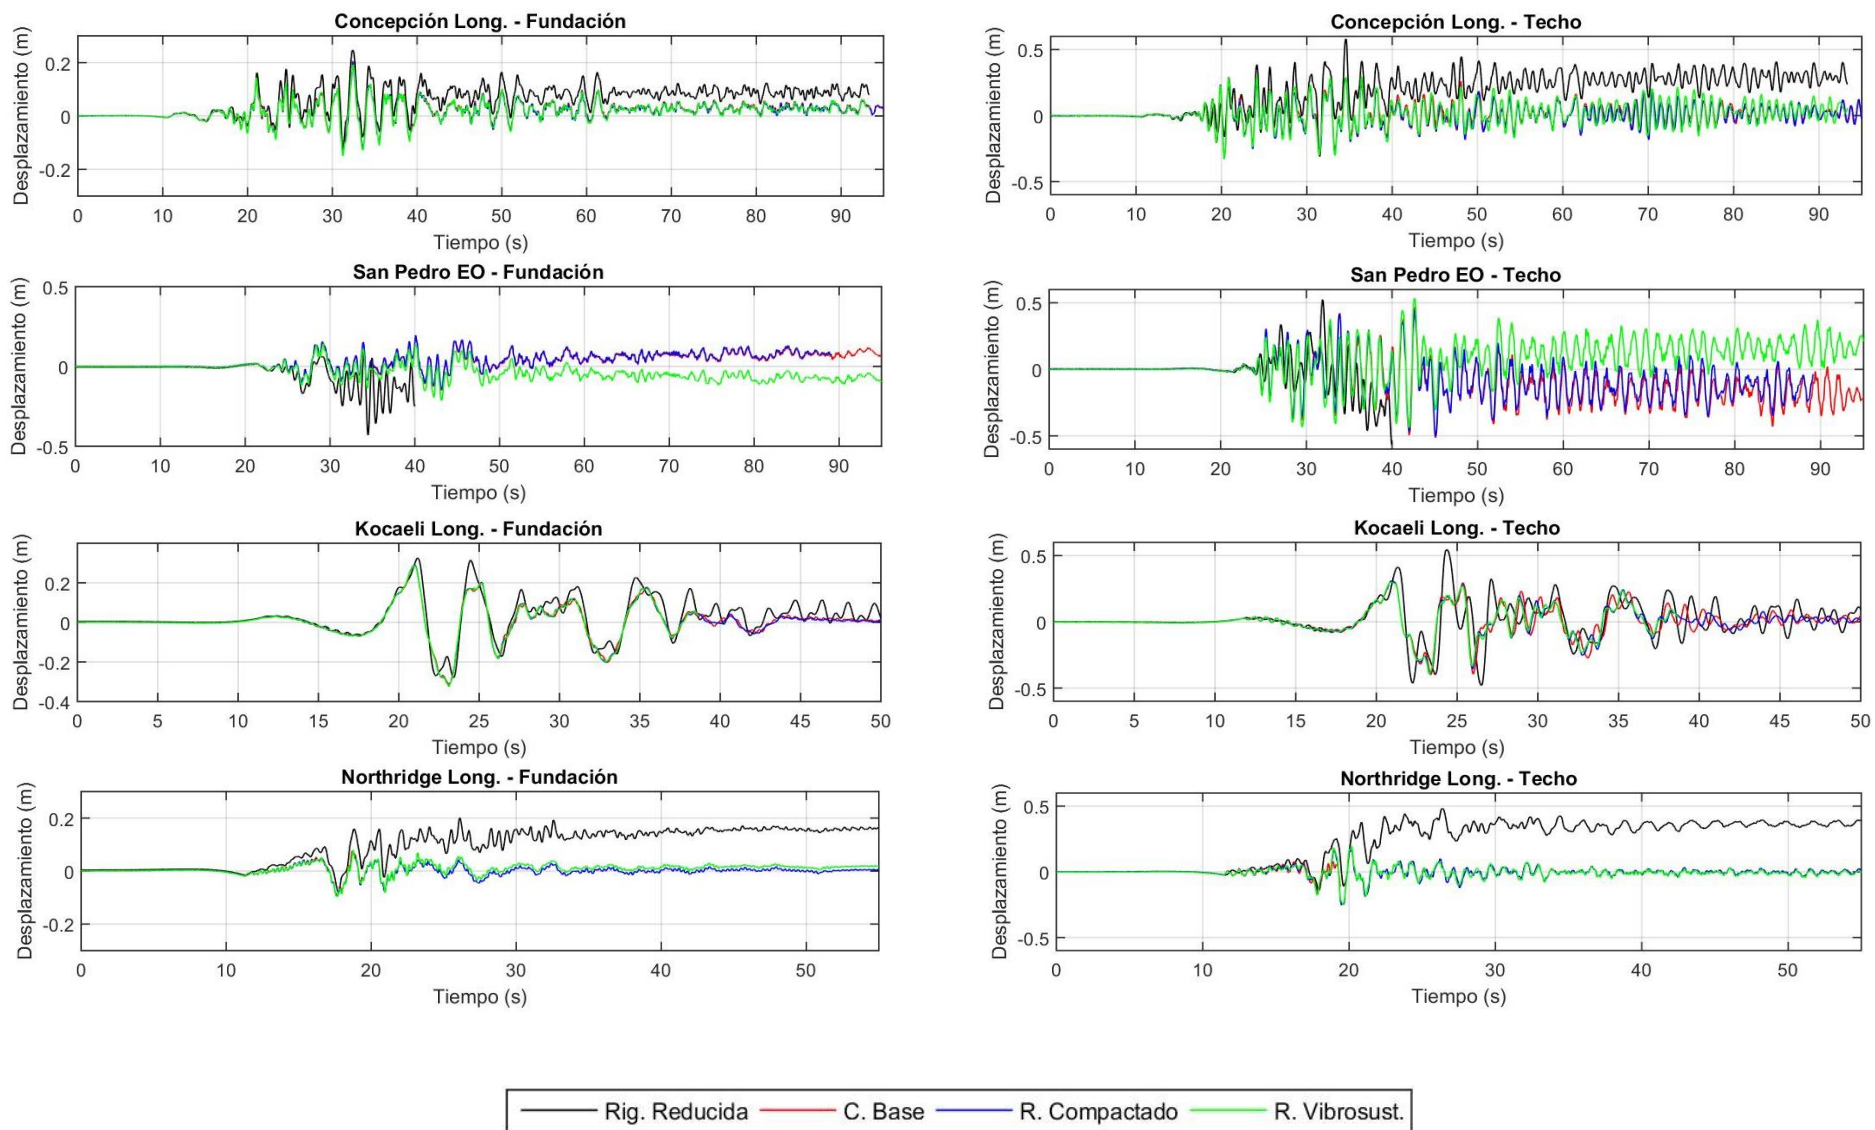 Concepción Long. - Fundación
Desplazamiento (m)
0.2
0
-0.2
0 10 20 30 40 50 60 70 80 90
Tiempo (s)
Concepción Long. - Techo
Desplazamiento (m)
0.5
0
-0.5
0 10 20 30 40 50 60 70 80 90
Tiempo (s)
San Pedro EO - Fundación
Desplazamiento (m)
0.5
0
-0.5
0 10 20 30 40 50 60 70 80 90
Tiempo (s)
San Pedro EO - Techo
Desplazamiento (m)
0.5
0
-0.5
0 10 20 30 40 50 60 70 80 90
Tiempo (s)
Kocaeli Long. - Fundación
Desplazamiento (m)
0.2
0
-0.2
-0.4
0 5 10 15 20 25 30 35 40 45 50
Tiempo (s)
Kocaeli Long. - Techo
Desplazamiento (m)
0.5
0
-0.5
0 5 10 15 20 25 30 35 40 45 50
Tiempo (s)
Northridge Long. - Fundación
Desplazamiento (m)
0.2
0
-0.2
0 10 20 30 40 50
Tiempo (s)
Northridge Long. - Techo
Desplazamiento (m)
0.5
0
-0.5
0 10 20 30 40 50
Tiempo (s)
Rig. Reducida C. Base R. Compactado R. Vibrosust.